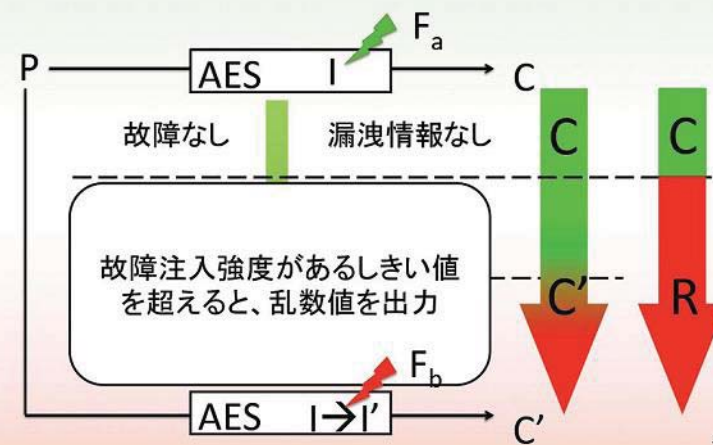 Fa
P
AES I
C
故障なし
漏洩情報なし
C
C
故障注入強度があるしきい値
を超えると、乱数値を出力
C'
R
Fb
AES I→I'
C'